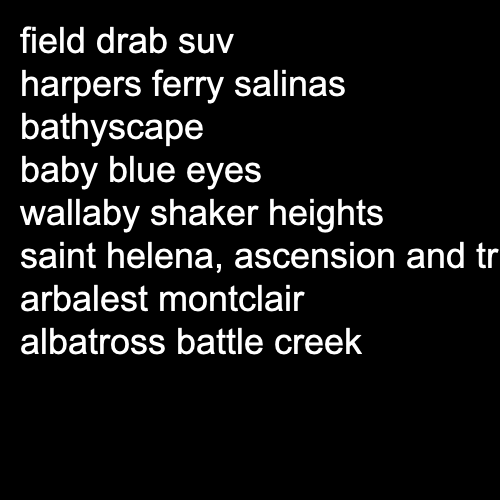 field drab suv
harpers ferry salinas
bathyscape
baby blue eyes
wallaby shaker heights
saint helena, ascension and tr
arbalest montclair
albatross battle creek